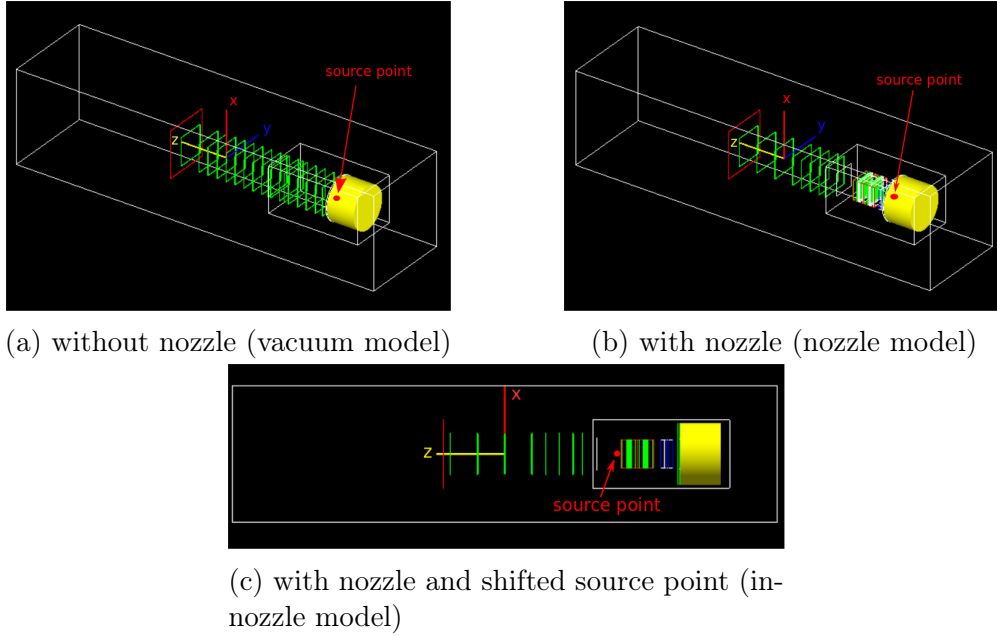 source point
x
y
z
source point
x
y
z
(a) without nozzle (vacuum model)
(b) with nozzle (nozzle model)
x
z
source point
(c) with nozzle and shifted source point (in-
nozzle model)